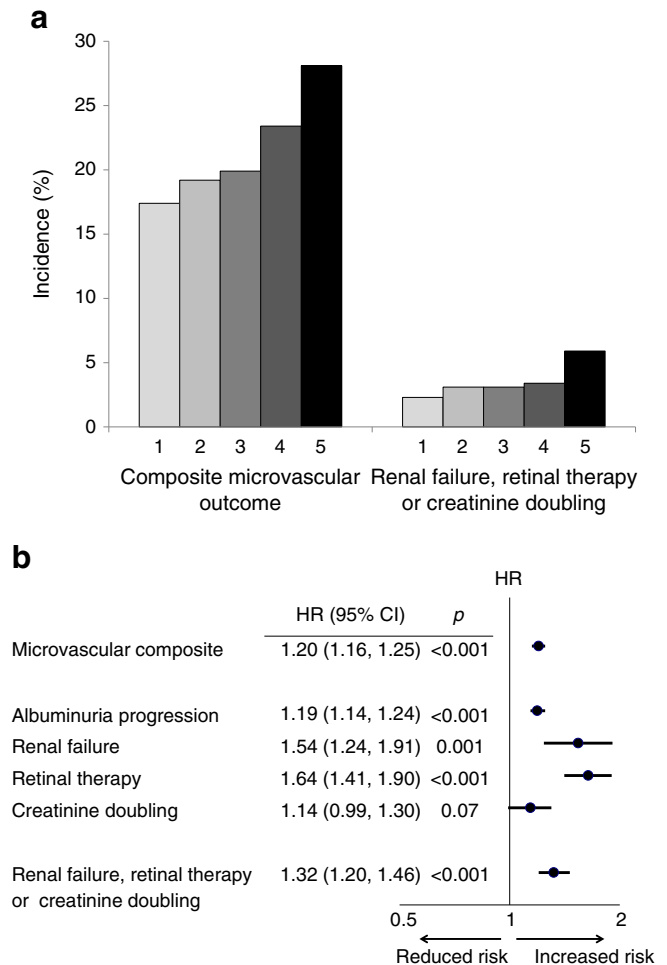 a
30
25
20
15
10
5
0
Incidence (%)
1 2 3 4 5 1 2 3 4 5
Composite microvascular Renal failure, retinal therapy
outcome or creatinine doubling
b
HR
HR (95% CI) p
Microvascular composite 1.20 (1.16, 1.25) <0.001
Albuminuria progression 1.19 (1.14, 1.24) <0.001
Renal failure 1.54 (1.24, 1.91) 0.001
Retinal therapy 1.64 (1.41, 1.90) <0.001
Creatinine doubling 1.14 (0.99, 1.30) 0.07
Renal failure, retinal therapy 1.32 (1.20, 1.46) <0.001
or creatinine doubling
0.5 1 2
Reduced risk Increased risk